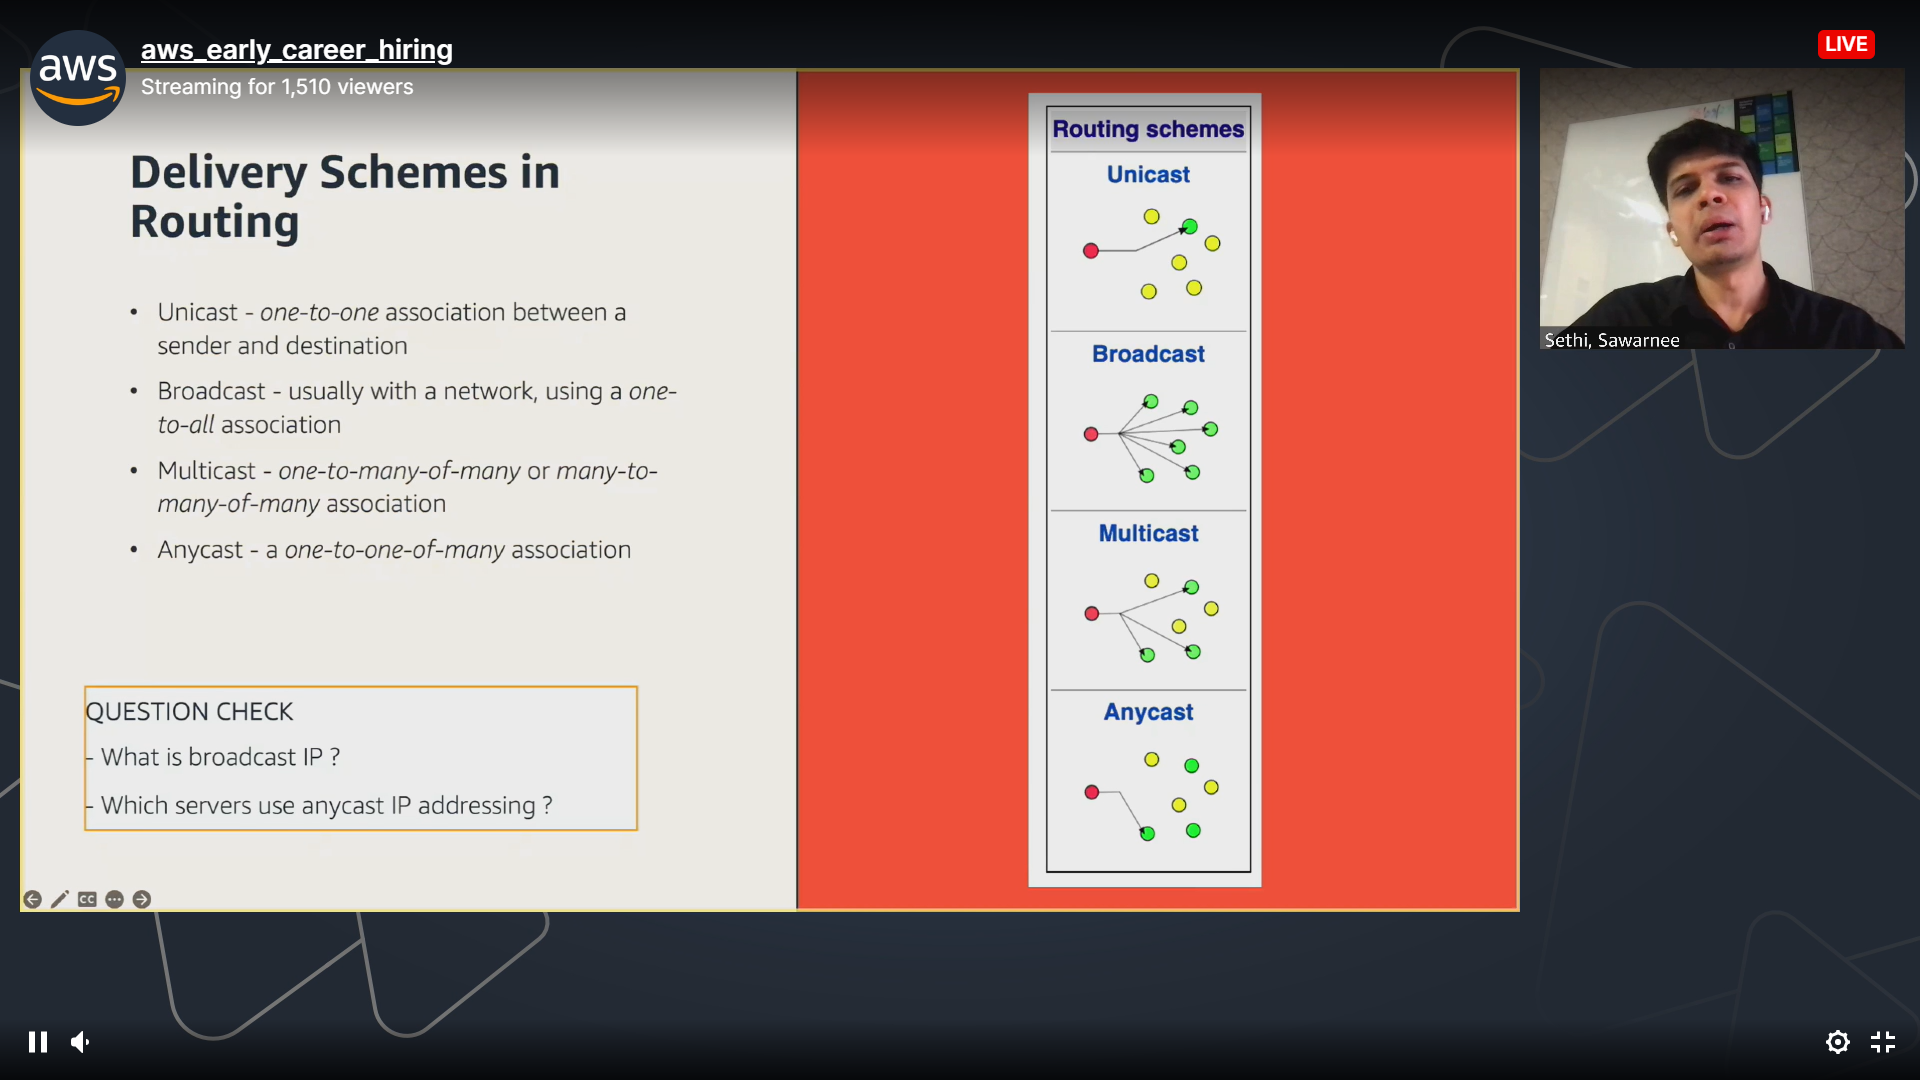 aws
aws_early_career_hiring
Streaming for 1,510 viewers
LIVE
Delivery Schemes in
Routing
• Unicast - one-to-one association between a
sender and destination
• Broadcast - usually with a network, using a one-
to-all association
• Multicast - one-to-many-of-many or many-to-
many-of-many association
• Anycast - a one-to-one-of-many association
QUESTION CHECK
- What is broadcast IP ?
- Which servers use anycast IP addressing ?
Routing schemes
Unicast
Broadcast
Multicast
Anycast
Sethi, Sawarnee
CC